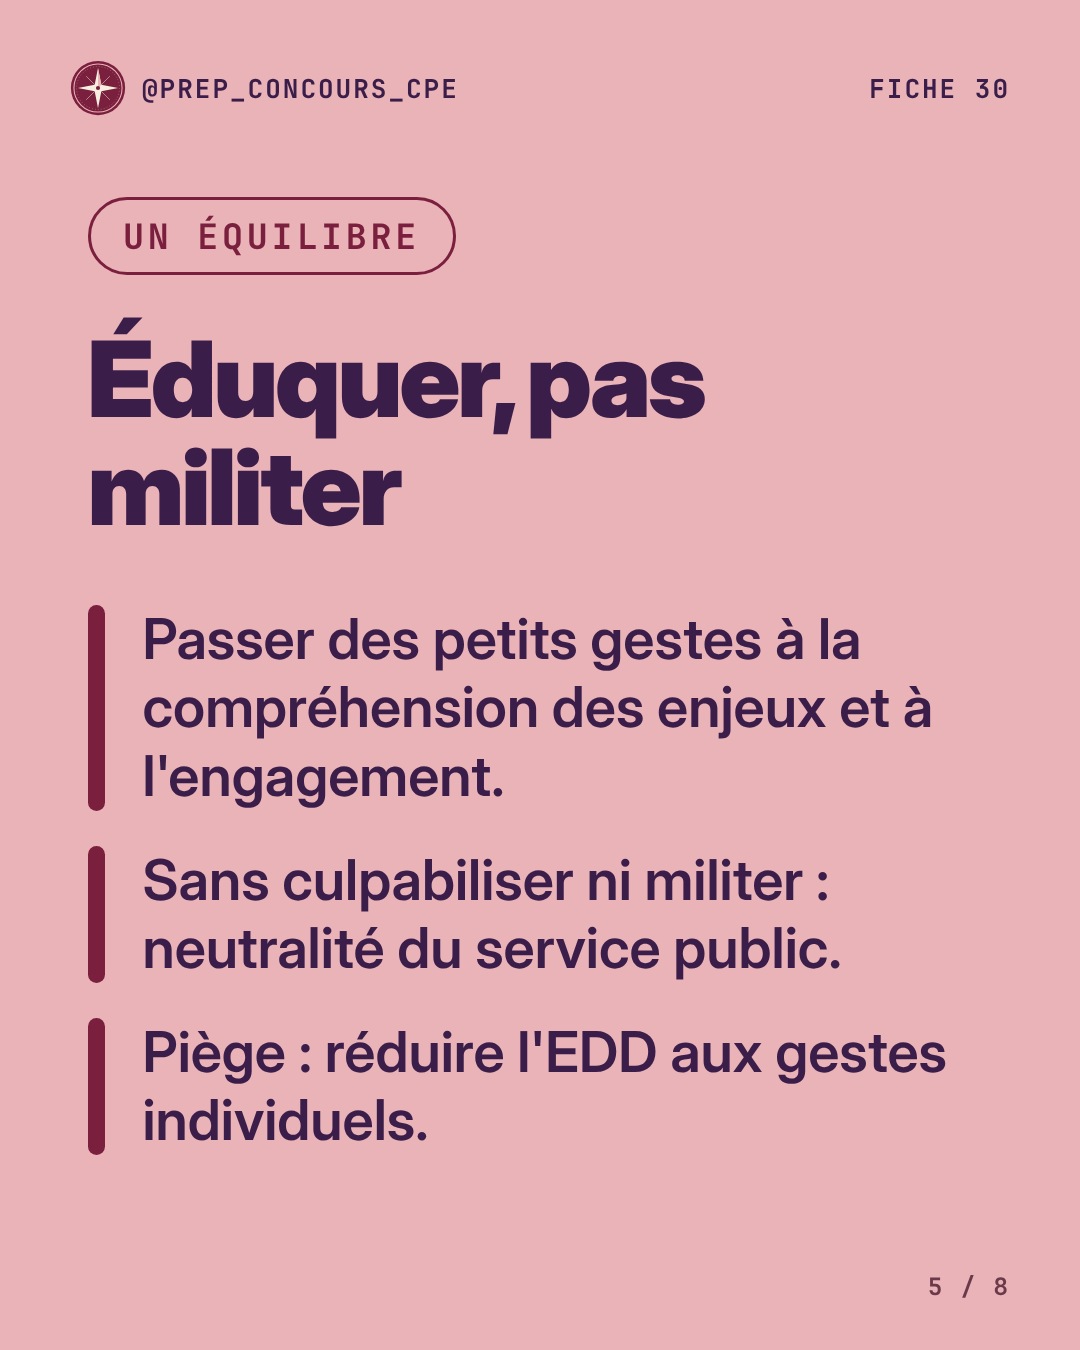 @PREP_CONCOURS_CPE
FICHE 30
UN ÉQUILIBRE
Éduquer, pas
militer
Passer des petits gestes à la
compréhension des enjeux et à
l'engagement.
Sans culpabiliser ni militer :
neutralité du service public.
Piège : réduire l'EDD aux gestes
individuels.
5 / 8